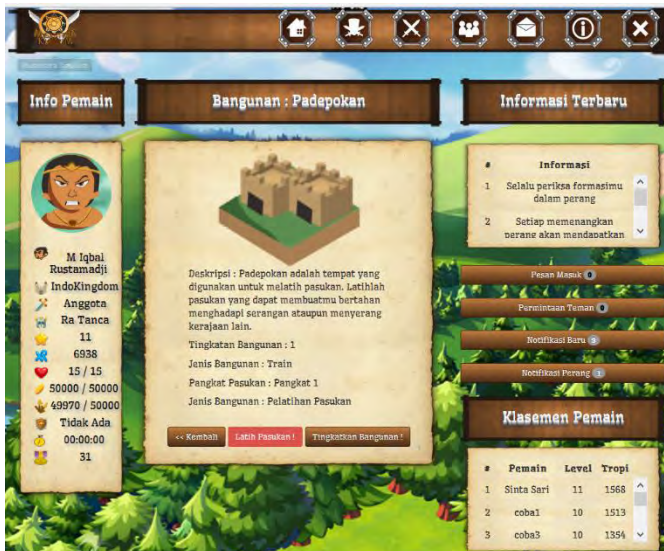 Info Pemain
Bangunan : Padepokan
Informasi Terbaru
M Iqbal
Rustamadji
IndoKingdom
Anggota
Ra Tanca
11
6938
15 / 15
50000 / 50000
49970 / 50000
Tidak Ada
00:00:00
31
Deskripsi : Padepokan adalah tempat yang
digunakan untuk melatih pasukan. Latihlah
pasukan yang dapat membuatmu bertahan
menghadapi serangan ataupun menyerang
kerajaan lain.
Tingkatan Bangunan : 1
Jenis Bangunan : Train
Pangkat Pasukan : Pangkat 1
Jenis Bangunan : Pelatihan Pasukan
<< Kembali
Latih Pasukan !
Tingkatkan Bangunan !
# Informasi
1 Selalu periksa formasimu
dalam perang
2 Setiap memenangkan
perang akan mendapatkan
Pesan Masuk 0
Permintaan Teman 0
Notifikasi Baru 5
Notifikasi Perang 1
Klasemen Pemain
# Pemain Level Tropi
1 Sinta Sari 11 1568
2 coba1 10 1513
3 coba3 10 1354